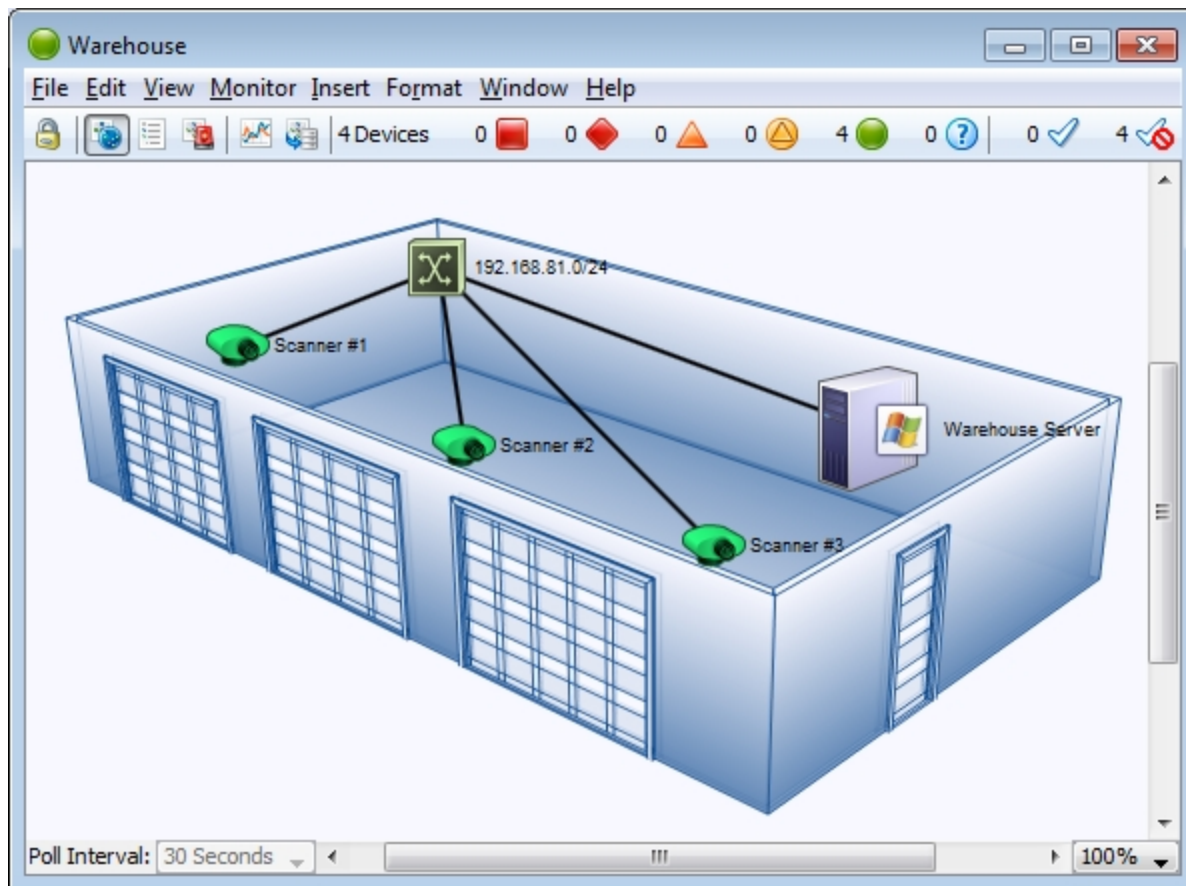 Warehouse
File Edit View Monitor Insert Format Window Help
4 Devices 0 0 0 0 4 0 ? 0 4
192.168.81.0/24
Scanner #1
Warehouse Server
Scanner #2
Scanner #3
Poll Interval: 30 Seconds 100%